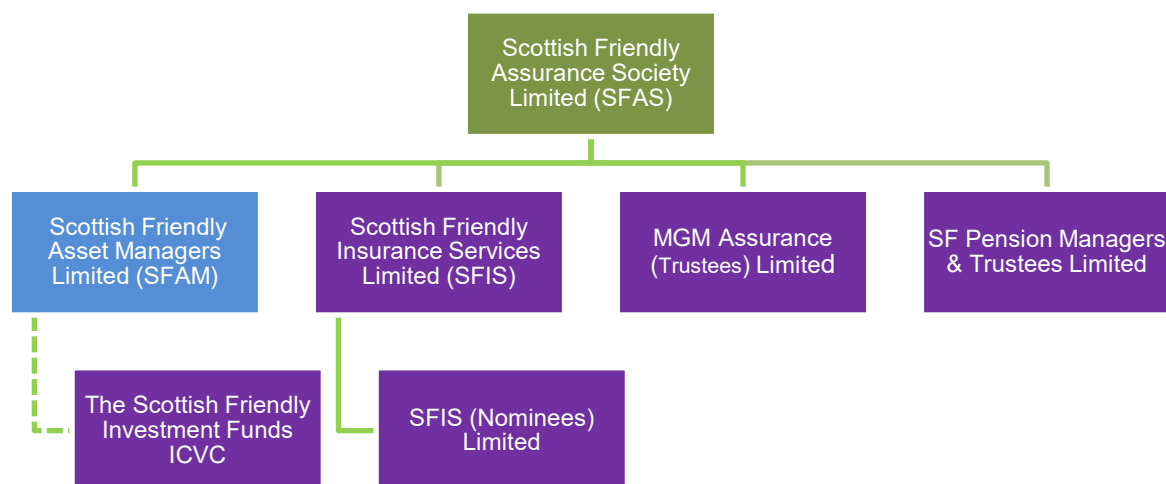 Scottish Friendly
Assurance Society
Limited (SFAS)
Scottish Friendly
Asset Managers
Limited (SFAM)
Scottish Friendly
Insurance Services
Limited (SFIS)
MGM Assurance
(Trustees) Limited
SF Pension Managers
& Trustees Limited
The Scottish Friendly
Investment Funds
ICVC
SFIS (Nominees)
Limited